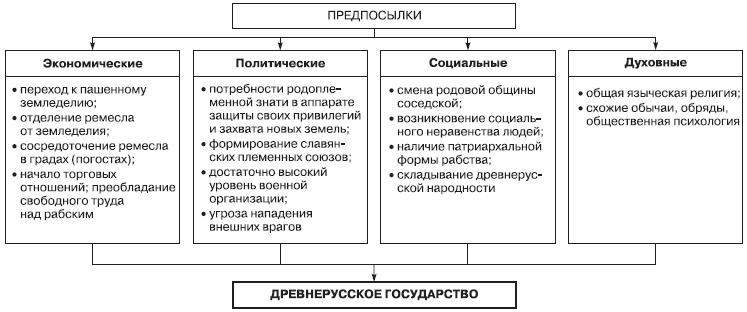 ПРЕДПОСЫЛКИ
Экономические
• переход к пашенному
земледелию;
• отделение ремесла
от земледелия;
• сосредоточение ремесла
в градах (погостах);
• начало торговых
отношений; преобладание
свободного труда
над рабским
Политические
• потребности родопле-
менной знати в аппарате
защиты своих привилегий
и захвата новых земель;
• формирование славян-
ских племенных союзов;
• достаточно высокий
уровень военной
организации;
• угроза нападения
внешних врагов
Социальные
• смена родовой общины
соседской;
• возникновение социаль-
ного неравенства людей;
• наличие патриархальной
формы рабства;
• складывание древнерус-
ской народности
Духовные
• общая языческая религия;
• схожие обычаи, обряды,
общественная психология
ДРЕВНЕРУССКОЕ ГОСУДАРСТВО